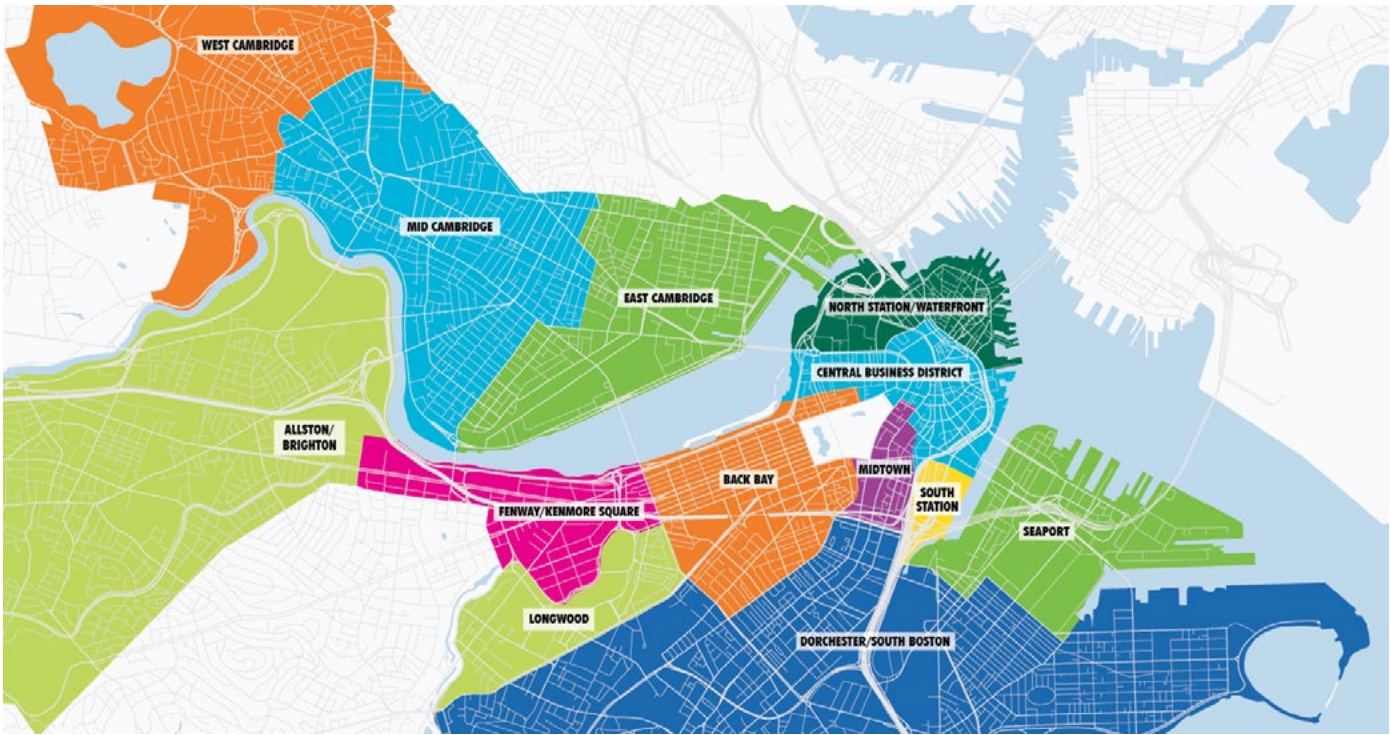 WEST CAMBRIDGE
MID CAMBRIDGE
EAST CAMBRIDGE
NORTH STATION/WATERFRONT
CENTRAL BUSINESS DISTRICT
ALLSTON/
BRIGHTON
MIDTOWN
BACK BAY
SOUTH
STATION
FENWAY/KENMORE SQUARE
SEAPORT
LONGWOOD
DORCHESTER/SOUTH BOSTON